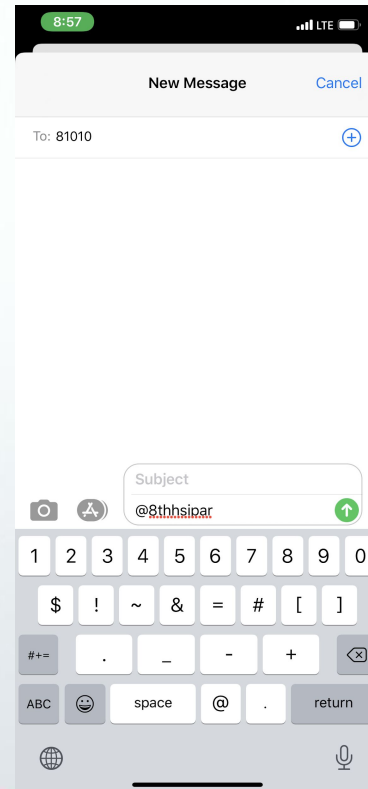 8:57
LTE
New Message Cancel
To: 81010
Subject
@8thhsipar
1 2 3 4 5 6 7 8 9 0
$ ! ~ & = # [ ]
#+= . _ - +
ABC space @ . return